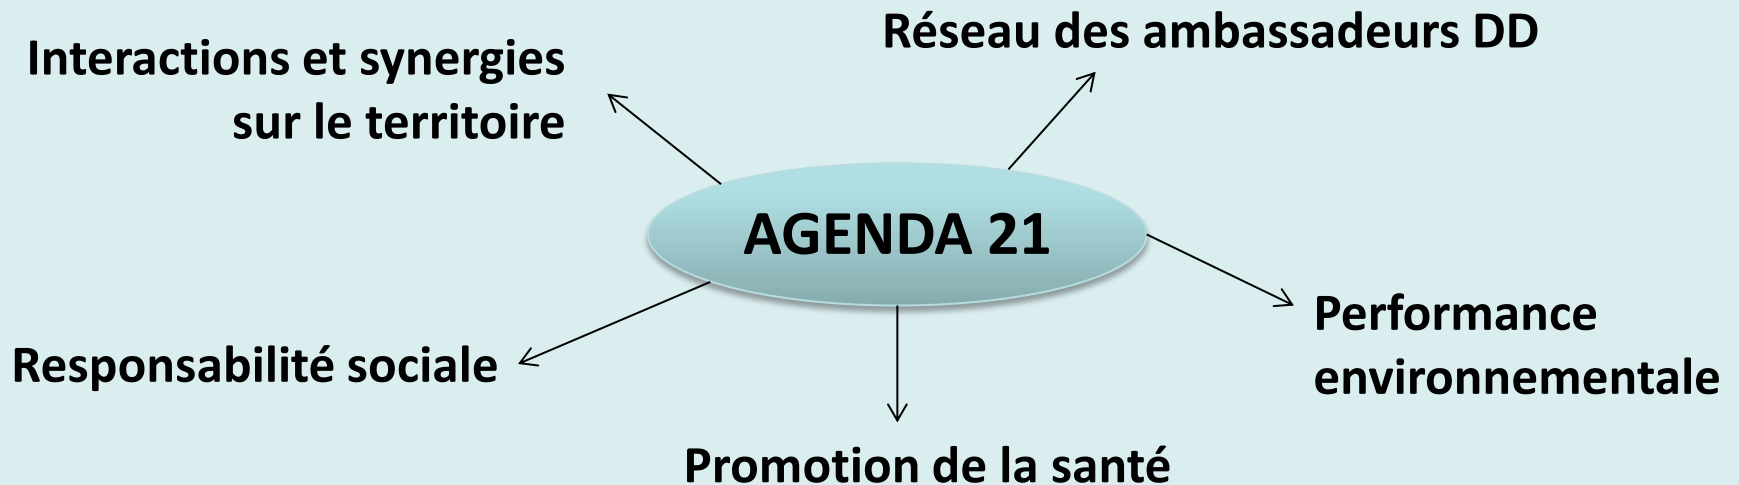 Réseau des ambassadeurs DD
Interactions et synergies
sur le territoire
AGENDA 21
Performance
environnementale
Responsabilité sociale
Promotion de la santé